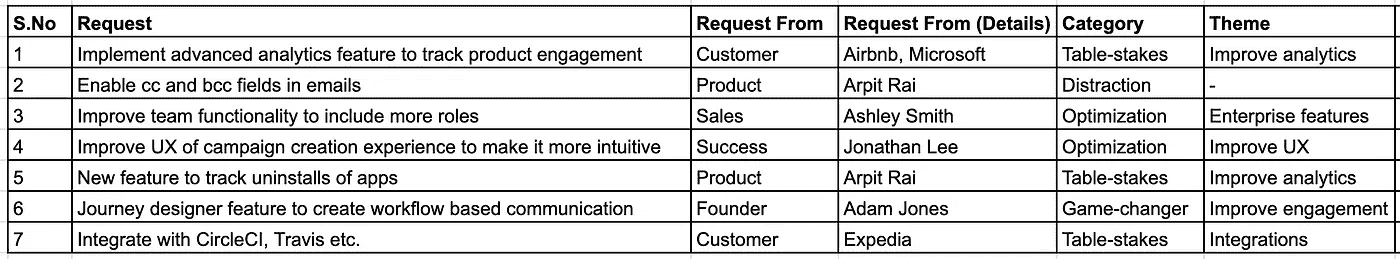 S.No Request Request From Request From (Details) Category Theme
1 Implement advanced analytics feature to track product engagement Customer Airbnb, Microsoft Table-stakes Improve analytics
2 Enable cc and bcc fields in emails Product Arpit Rai Distraction -
3 Improve team functionality to include more roles Sales Ashley Smith Optimization Enterprise features
4 Improve UX of campaign creation experience to make it more intuitive Success Jonathan Lee Optimization Improve UX
5 New feature to track uninstalls of apps Product Arpit Rai Table-stakes Improve analytics
6 Journey designer feature to create workflow based communication Founder Adam Jones Game-changer Improve engagement
7 Integrate with CircleCI, Travis etc. Customer Expedia Table-stakes Integrations